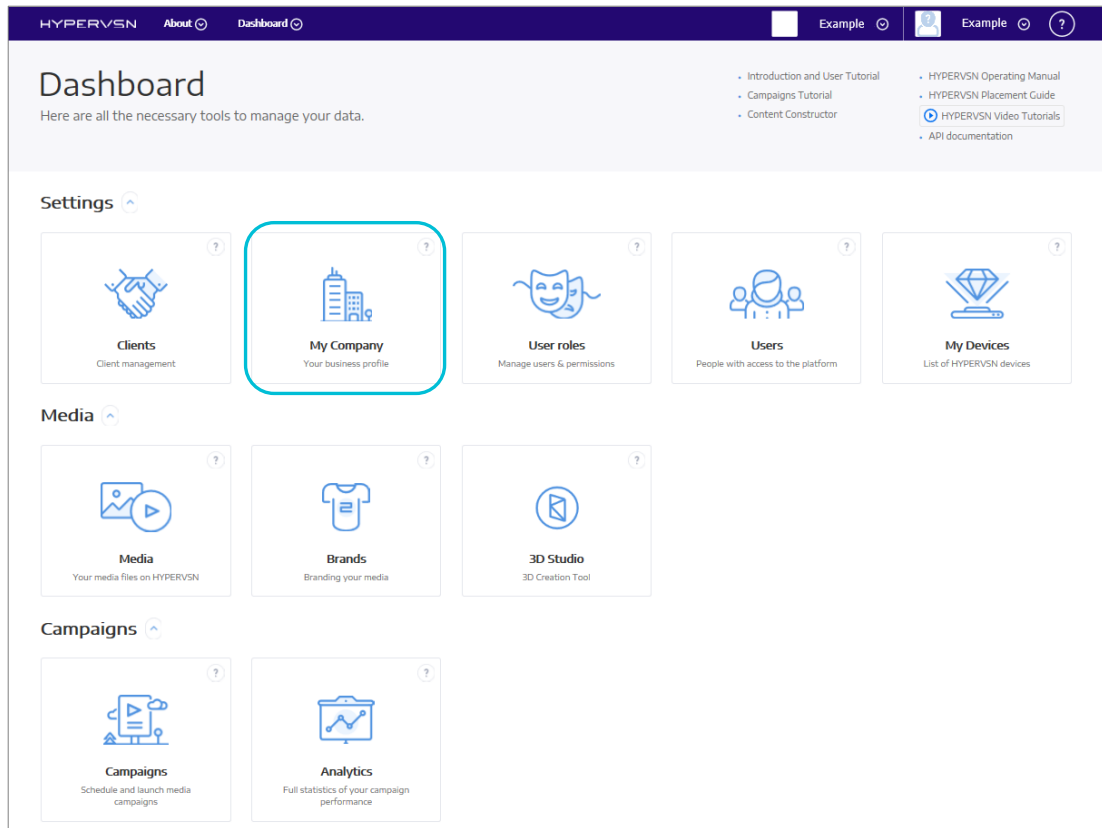 HYPERVSN About Dashboard Example Example ?
Dashboard
Here are all the necessary tools to manage your data.
• Introduction and User Tutorial
• Campaigns Tutorial
• Content Constructor
• HYPERVSN Operating Manual
• HYPERVSN Placement Guide
HYPERVSN Video Tutorials
• API documentation
Settings
?
Clients
Client management
?
My Company
Your business profile
?
User roles
Manage users & permissions
?
Users
People with access to the platform
?
My Devices
List of HYPERVSN devices
Media
?
Media
Your media files on HYPERVSN
?
Brands
Branding your media
?
3D Studio
3D Creation Tool
Campaigns
?
Campaigns
Schedule and launch media
campaigns
?
Analytics
Full statistics of your campaign
performance